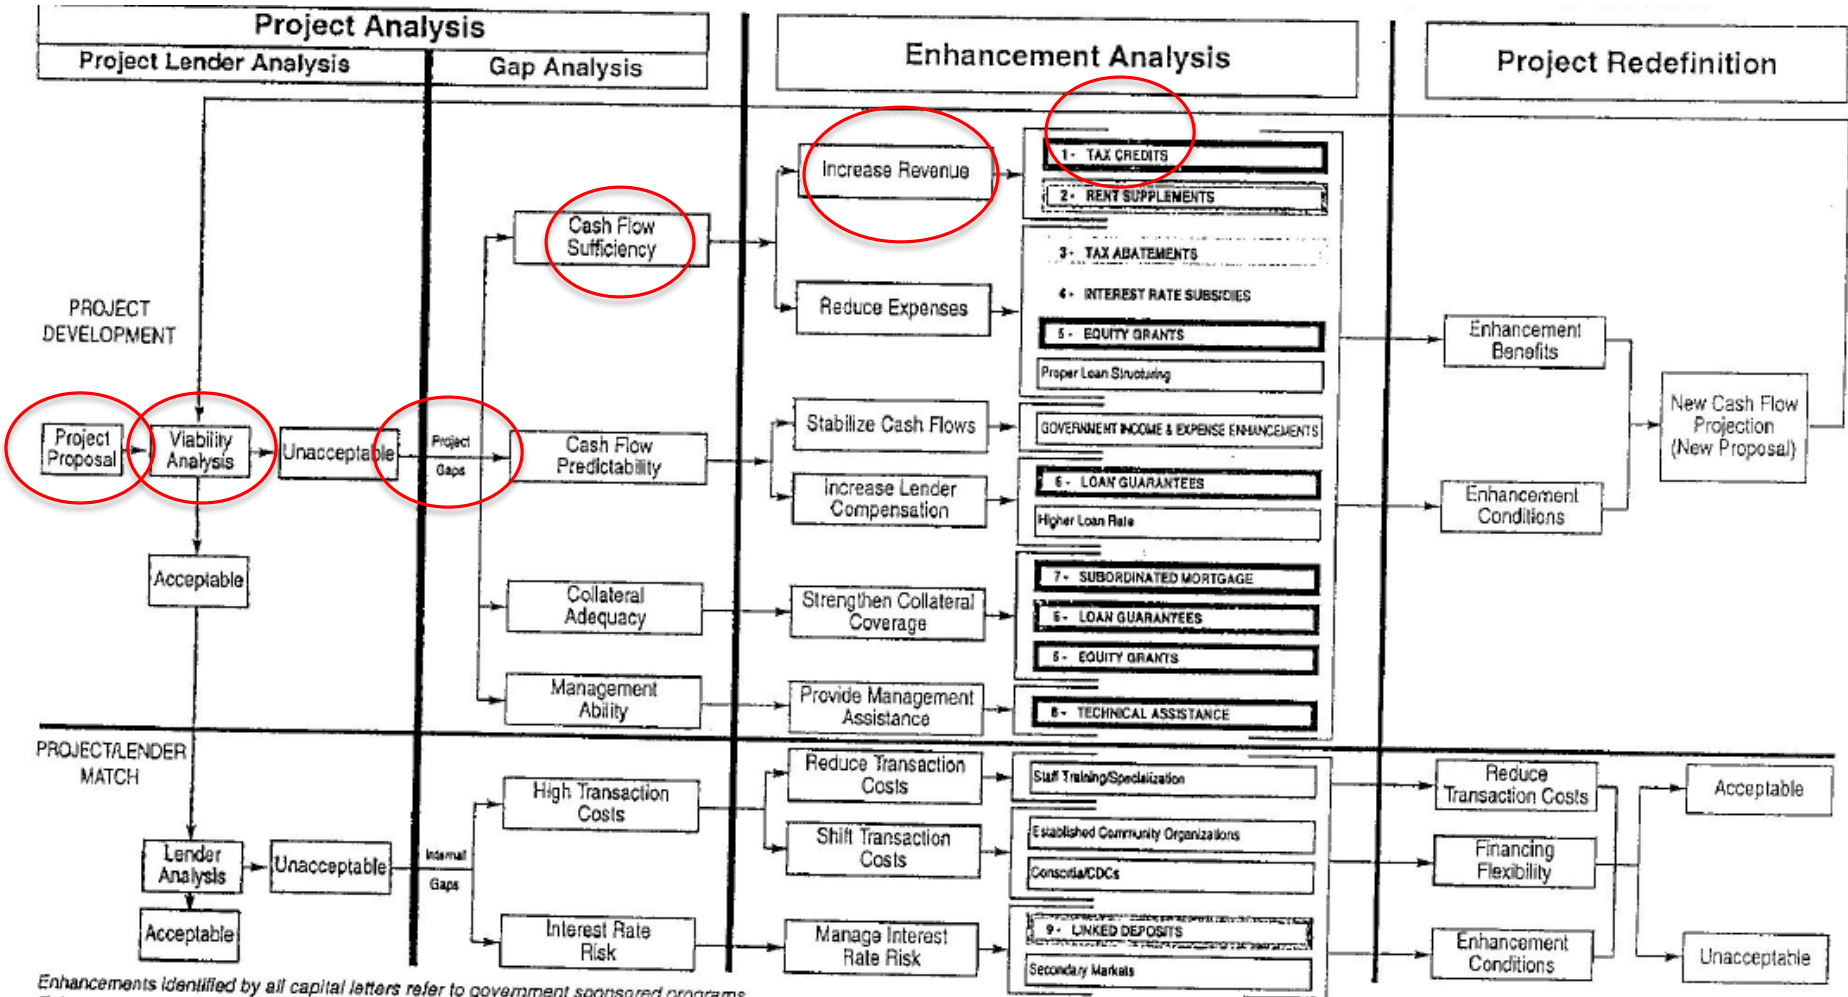 Project Analysis
Project Lender Analysis
Gap Analysis
Enhancement Analysis
Project Redefinition
PROJECT
DEVELOPMENT
Project
Proposal
Viability
Analysis
Unacceptable
Acceptable
Project
Gaps
Cash Flow
Sufficiency
Cash Flow
Predictability
Collateral
Adequacy
Management
Ability
Increase Revenue
Reduce Expenses
Stabilize Cash Flows
Increase Lender
Compensation
Strengthen Collateral
Coverage
Provide Management
Assistance
1- TAX CREDITS
2- RENT SUPPLEMENTS
3- TAX ABATEMENTS
4- INTEREST RATE SUBSIDIES
5- EQUITY GRANTS
Proper Loan Structuring
GOVERNMENT INCOME & EXPENSE ENHANCEMENTS
6- LOAN GUARANTEES
Higher Loan Rate
7- SUBORDINATED MORTGAGE
6- LOAN GUARANTEES
5- EQUITY GRANTS
8- TECHNICAL ASSISTANCE
Enhancement
Benefits
Enhancement
Conditions
New Cash Flow
Projection
(New Proposal)
PROJECT/LENDER
MATCH
Lender
Analysis
Unacceptable
Acceptable
Internal
Gaps
High Transaction
Costs
Interest Rate
Risk
Reduce Transaction
Costs
Shift Transaction
Costs
Manage Interest
Rate Risk
Staff Training/Specialization
Established Community Organizations
Consortia/CDCs
9- LINKED DEPOSITS
Secondary Markets
Reduce
Transaction Costs
Financing
Flexibility
Enhancement
Conditions
Acceptable
Unacceptable
Enhancements identified by all capital letters refer to government sponsored programs